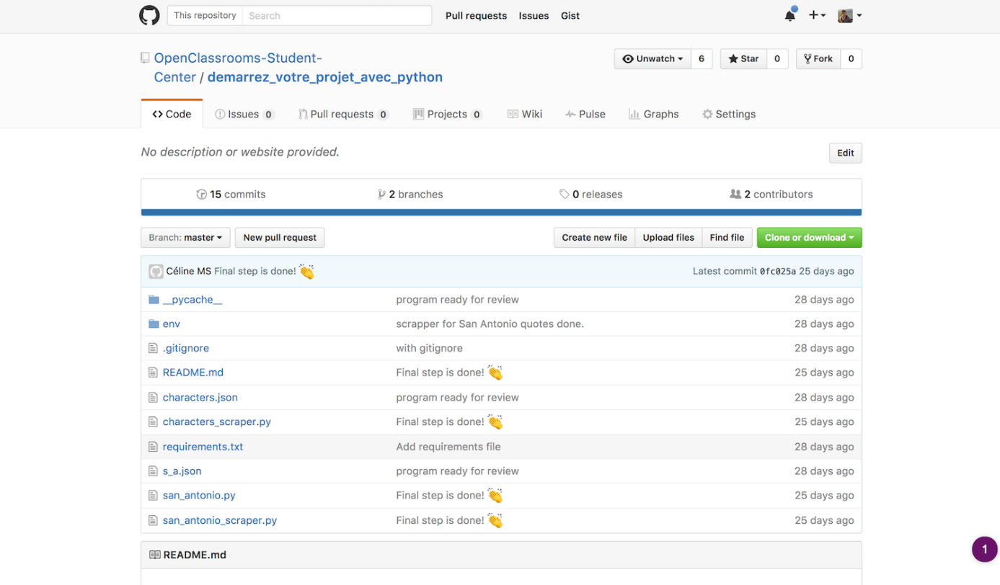 This repository Search Pull requests Issues Gist
OpenClassrooms-Student-
Center / demarrez_votre_projet_avec_python
Unwatch 6 Star 0 Fork 0
Code Issues 0 Pull requests 0 Projects 0 Wiki Pulse Graphs Settings
No description or website provided. Edit
15 commits 2 branches 0 releases 2 contributors
Branch: master New pull request Create new file Upload files Find file Clone or download
Céline MS Final step is done! 👏 Latest commit 0fc025a 25 days ago
__pycache__ program ready for review 28 days ago
env scrapper for San Antonio quotes done. 28 days ago
.gitignore with gitignore 28 days ago
README.md Final step is done! 👏 25 days ago
characters.json program ready for review 28 days ago
characters_scraper.py Final step is done! 👏 25 days ago
requirements.txt Add requirements file 28 days ago
s_a.json program ready for review 28 days ago
san_antonio.py Final step is done! 👏 25 days ago
san_antonio_scraper.py Final step is done! 👏 25 days ago
1
README.md